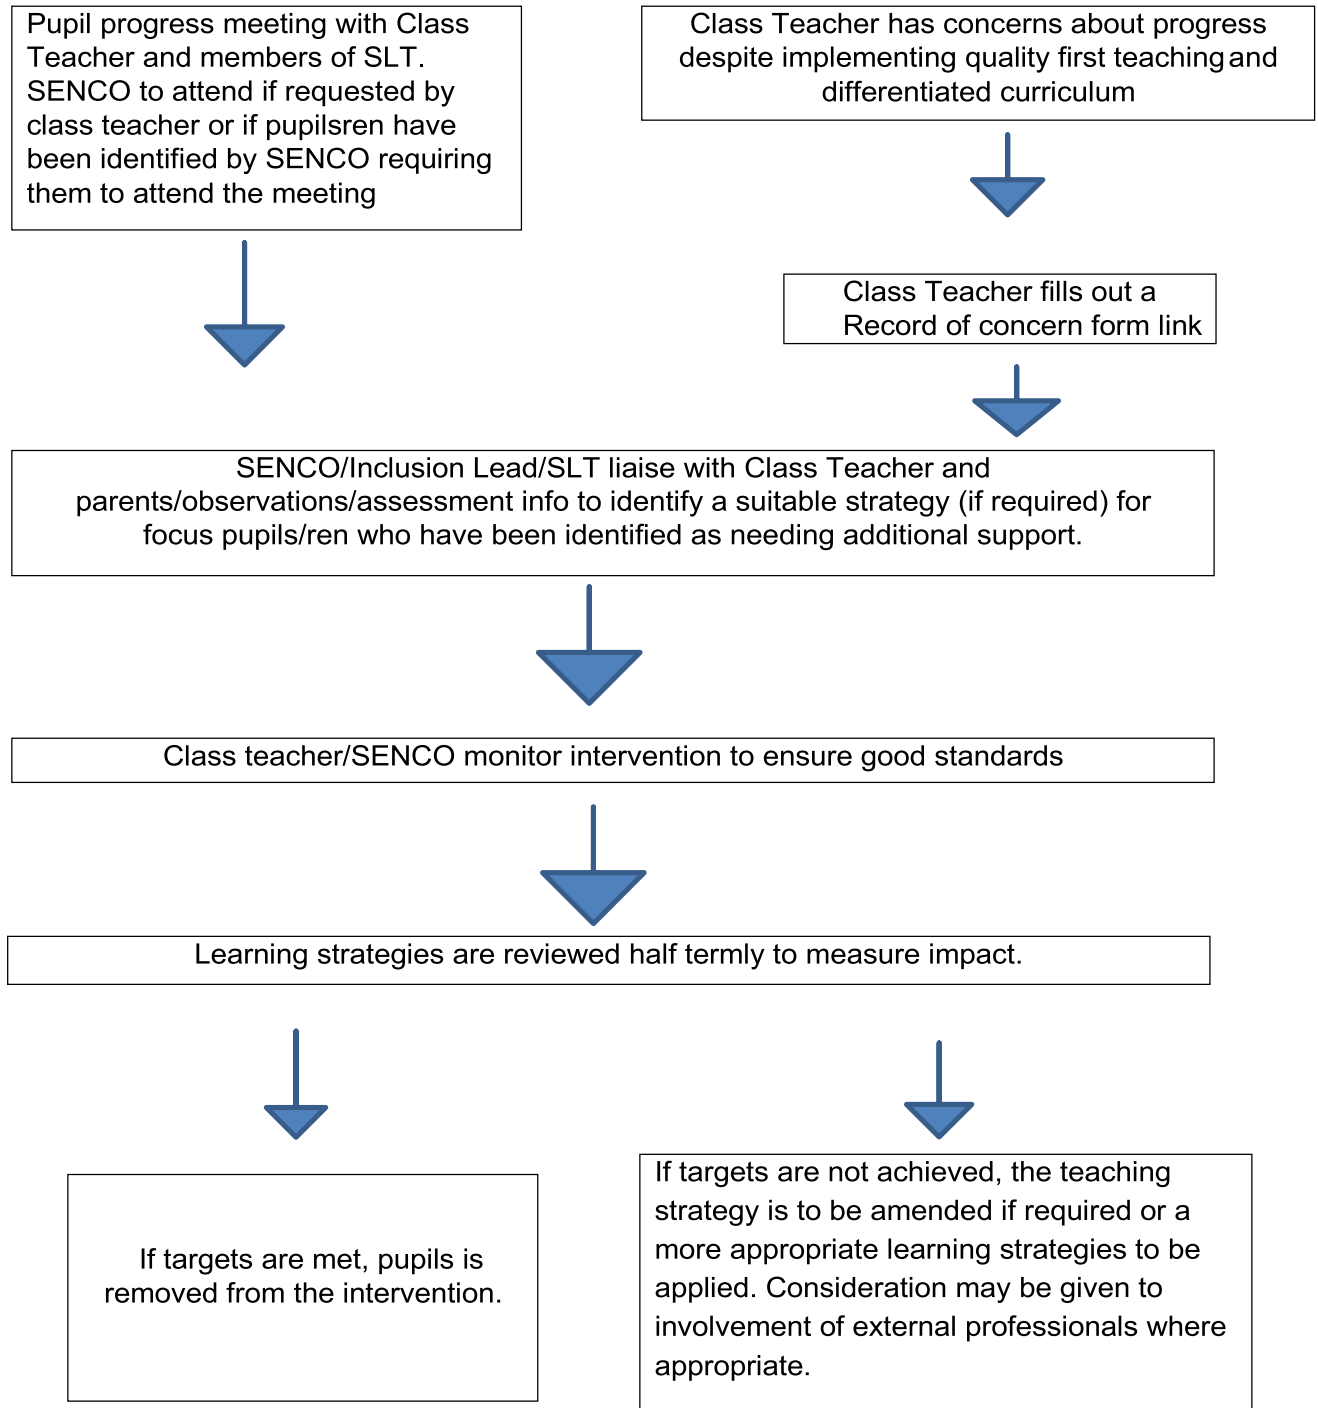 Pupil progress meeting with Class
Teacher and members of SLT.
SENCO to attend if requested by
class teacher or if pupilsren have
been identified by SENCO requiring
them to attend the meeting
Class Teacher has concerns about progress
despite implementing quality first teaching and
differentiated curriculum
Class Teacher fills out a
Record of concern form link
SENCO/Inclusion Lead/SLT liaise with Class Teacher and
parents/observations/assessment info to identify a suitable strategy (if required) for
focus pupils/ren who have been identified as needing additional support.
Class teacher/SENCO monitor intervention to ensure good standards
Learning strategies are reviewed half termly to measure impact.
If targets are met, pupils is
removed from the intervention.
If targets are not achieved, the teaching
strategy is to be amended if required or a
more appropriate learning strategies to be
applied. Consideration may be given to
involvement of external professionals where
appropriate.